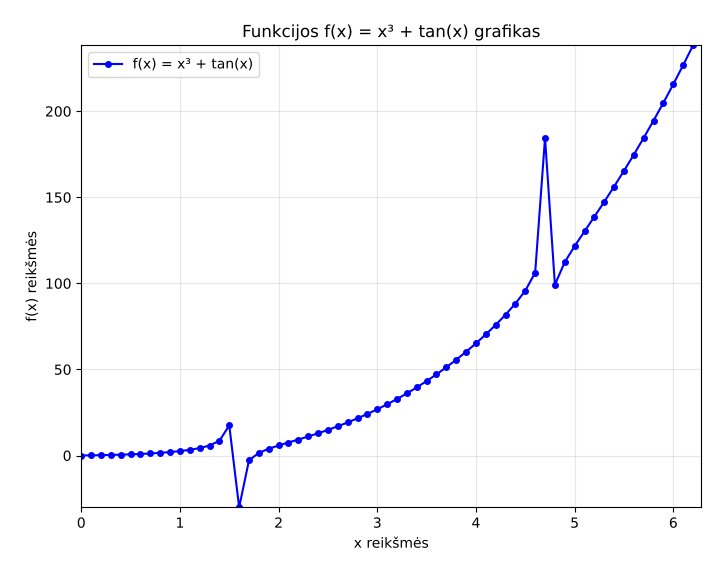 Funkcijos f(x) = x³ + tan(x) grafikas
f(x) = x³ + tan(x)
f(x) reikšmės
200
150
100
50
0
0 1 2 3 4 5 6
x reikšmės